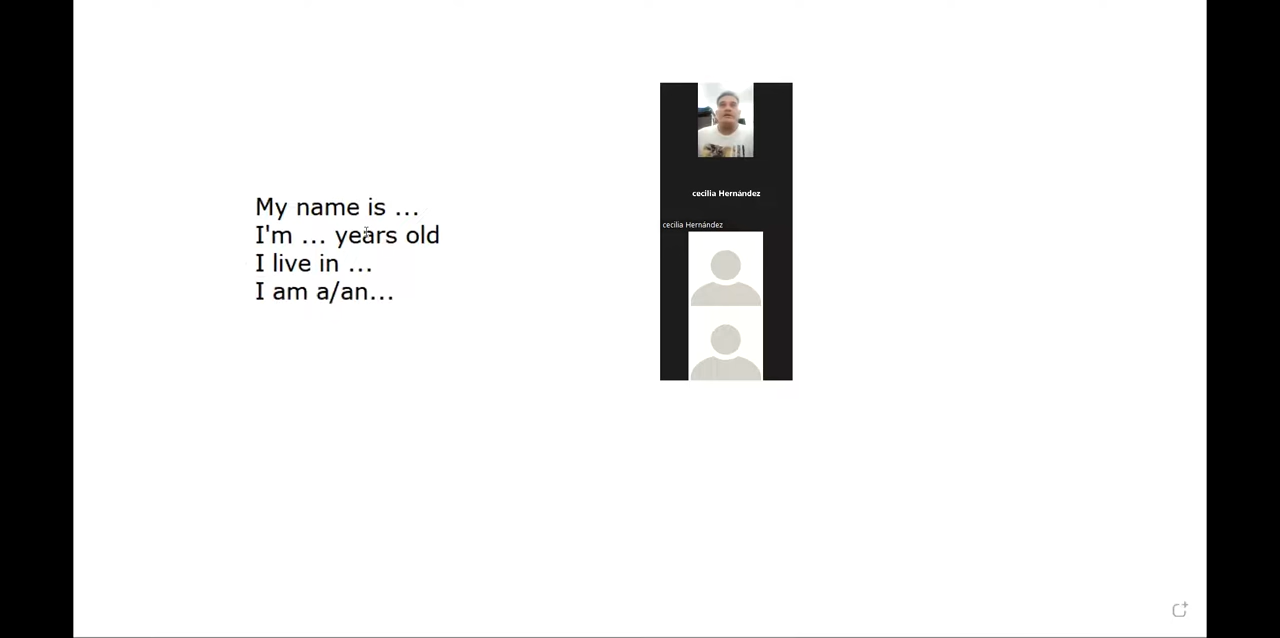 My name is ...
I'm ... years old
I live in ...
I am a/an...
cecilia Hernández
cecilia Hernández